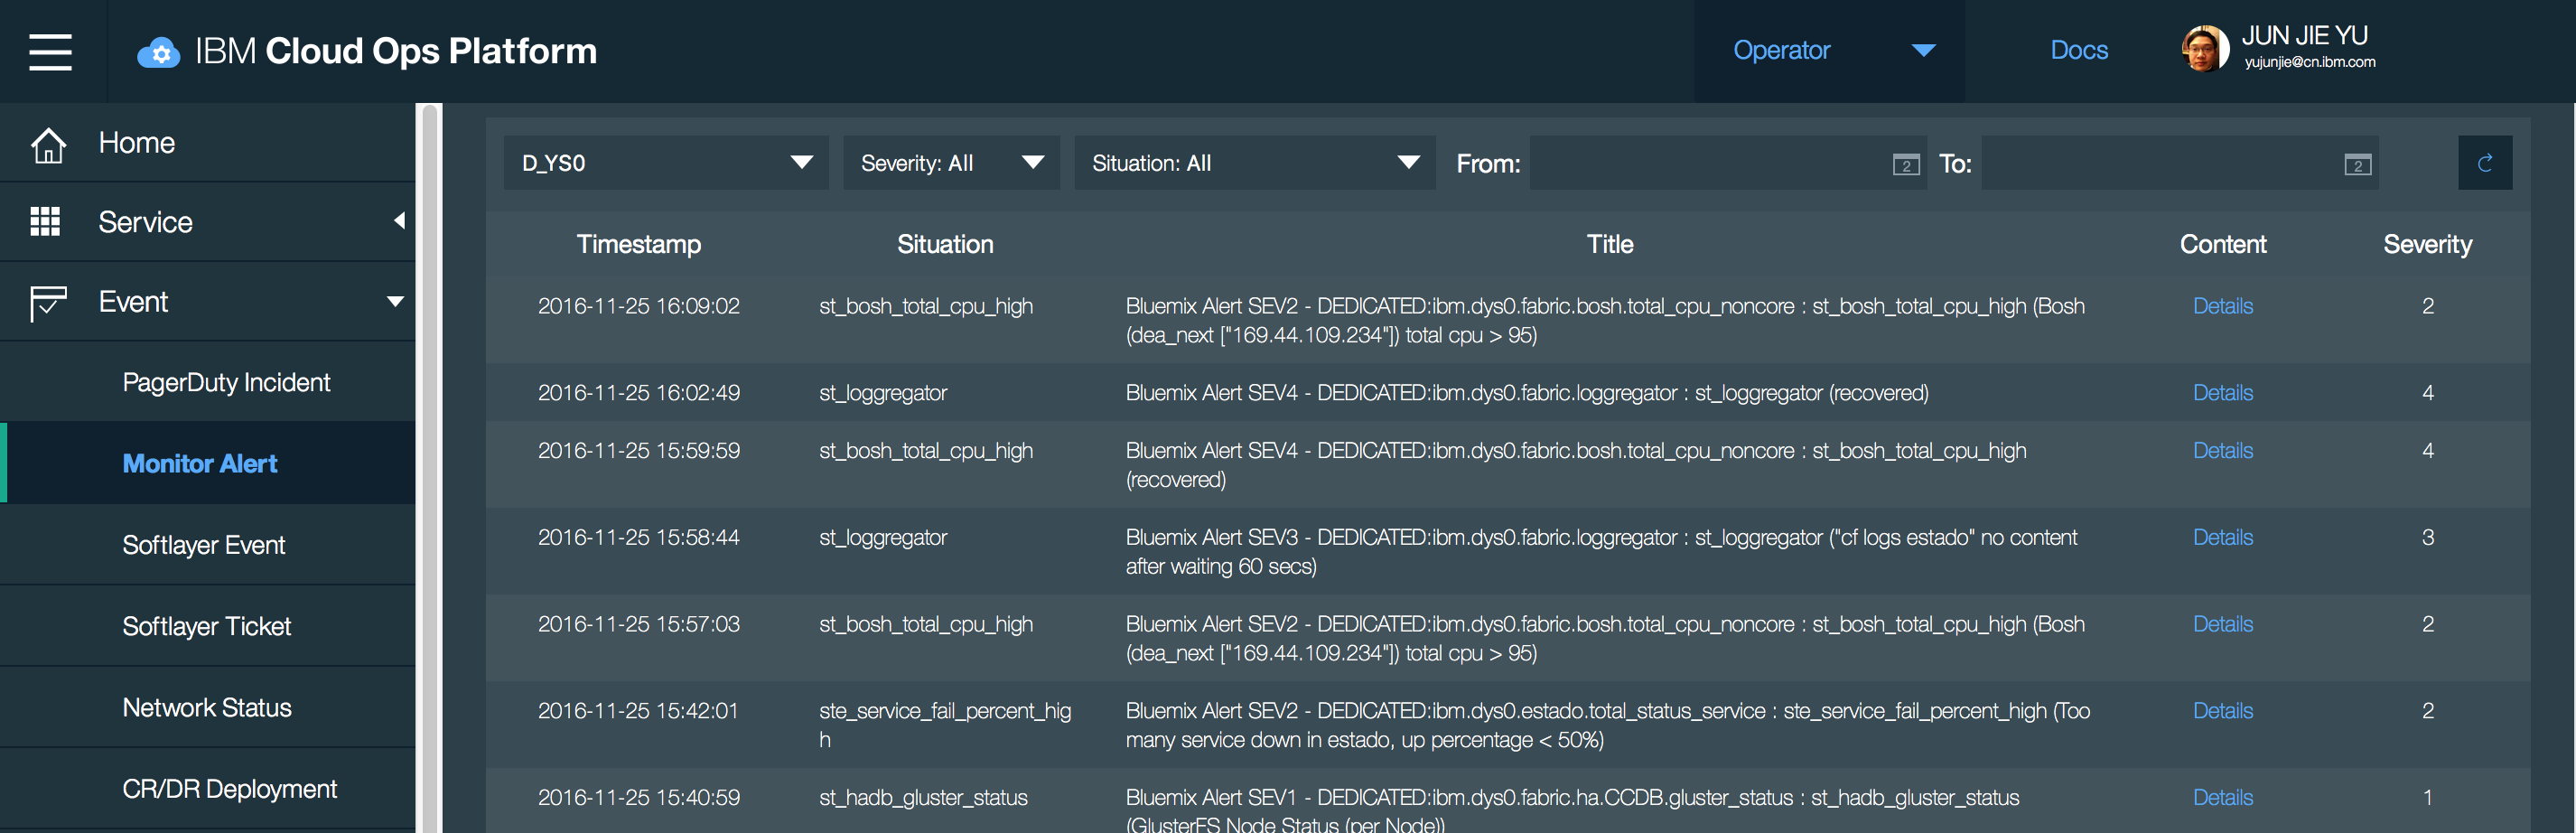 IBM Cloud Ops Platform
Operator
Docs
JUN JIE YU
yujunjie@cn.ibm.com
Home
Service
Event
PagerDuty Incident
Monitor Alert
Softlayer Event
Softlayer Ticket
Network Status
CR/DR Deployment
D_YS0 Severity: All Situation: All From: 2 To: 2
Timestamp Situation Title Content Severity
2016-11-25 16:09:02 st_bosh_total_cpu_high Bluemix Alert SEV2 - DEDICATED:ibm.dys0.fabric.bosh.total_cpu_noncore : st_bosh_total_cpu_high (Bosh Details 2
(dea_next ["169.44.109.234"]) total cpu > 95)
2016-11-25 16:02:49 st_loggregator Bluemix Alert SEV4 - DEDICATED:ibm.dys0.fabric.loggregator : st_loggregator (recovered) Details 4
2016-11-25 15:59:59 st_bosh_total_cpu_high Bluemix Alert SEV4 - DEDICATED:ibm.dys0.fabric.bosh.total_cpu_noncore : st_bosh_total_cpu_high Details 4
(recovered)
2016-11-25 15:58:44 st_loggregator Bluemix Alert SEV3 - DEDICATED:ibm.dys0.fabric.loggregator : st_loggregator ("cf logs estado" no content Details 3
after waiting 60 secs)
2016-11-25 15:57:03 st_bosh_total_cpu_high Bluemix Alert SEV2 - DEDICATED:ibm.dys0.fabric.bosh.total_cpu_noncore : st_bosh_total_cpu_high (Bosh Details 2
(dea_next ["169.44.109.234"]) total cpu > 95)
2016-11-25 15:42:01 ste_service_fail_percent_hig Bluemix Alert SEV2 - DEDICATED:ibm.dys0.estado.total_status_service : ste_service_fail_percent_high (Too Details 2
h many service down in estado, up percentage < 50%)
2016-11-25 15:40:59 st_hadb_gluster_status Bluemix Alert SEV1 - DEDICATED:ibm.dys0.fabric.ha.CCDB.gluster_status : st_hadb_gluster_status Details 1
(GlusterFS Node Status (per Node))